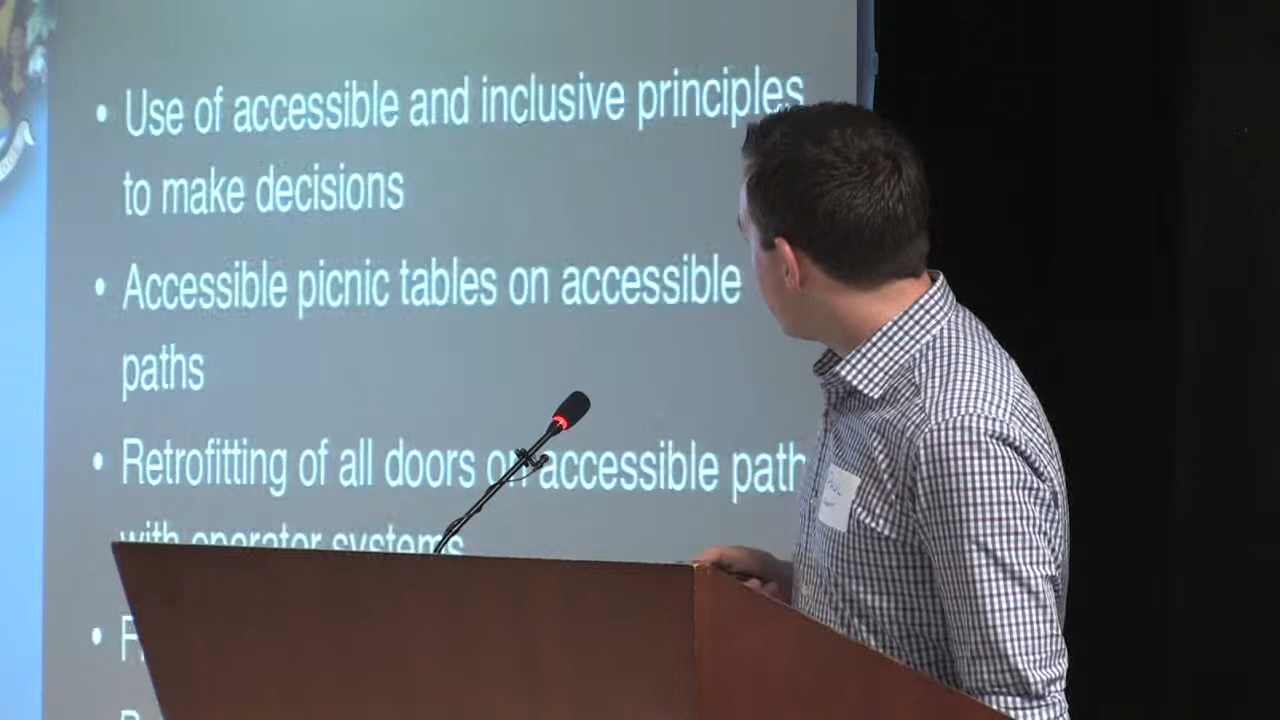 • Use of accessible and inclusive principles
to make decisions
• Accessible picnic tables on accessible
paths
• Retrofitting of all doors on accessible path
with operator systems